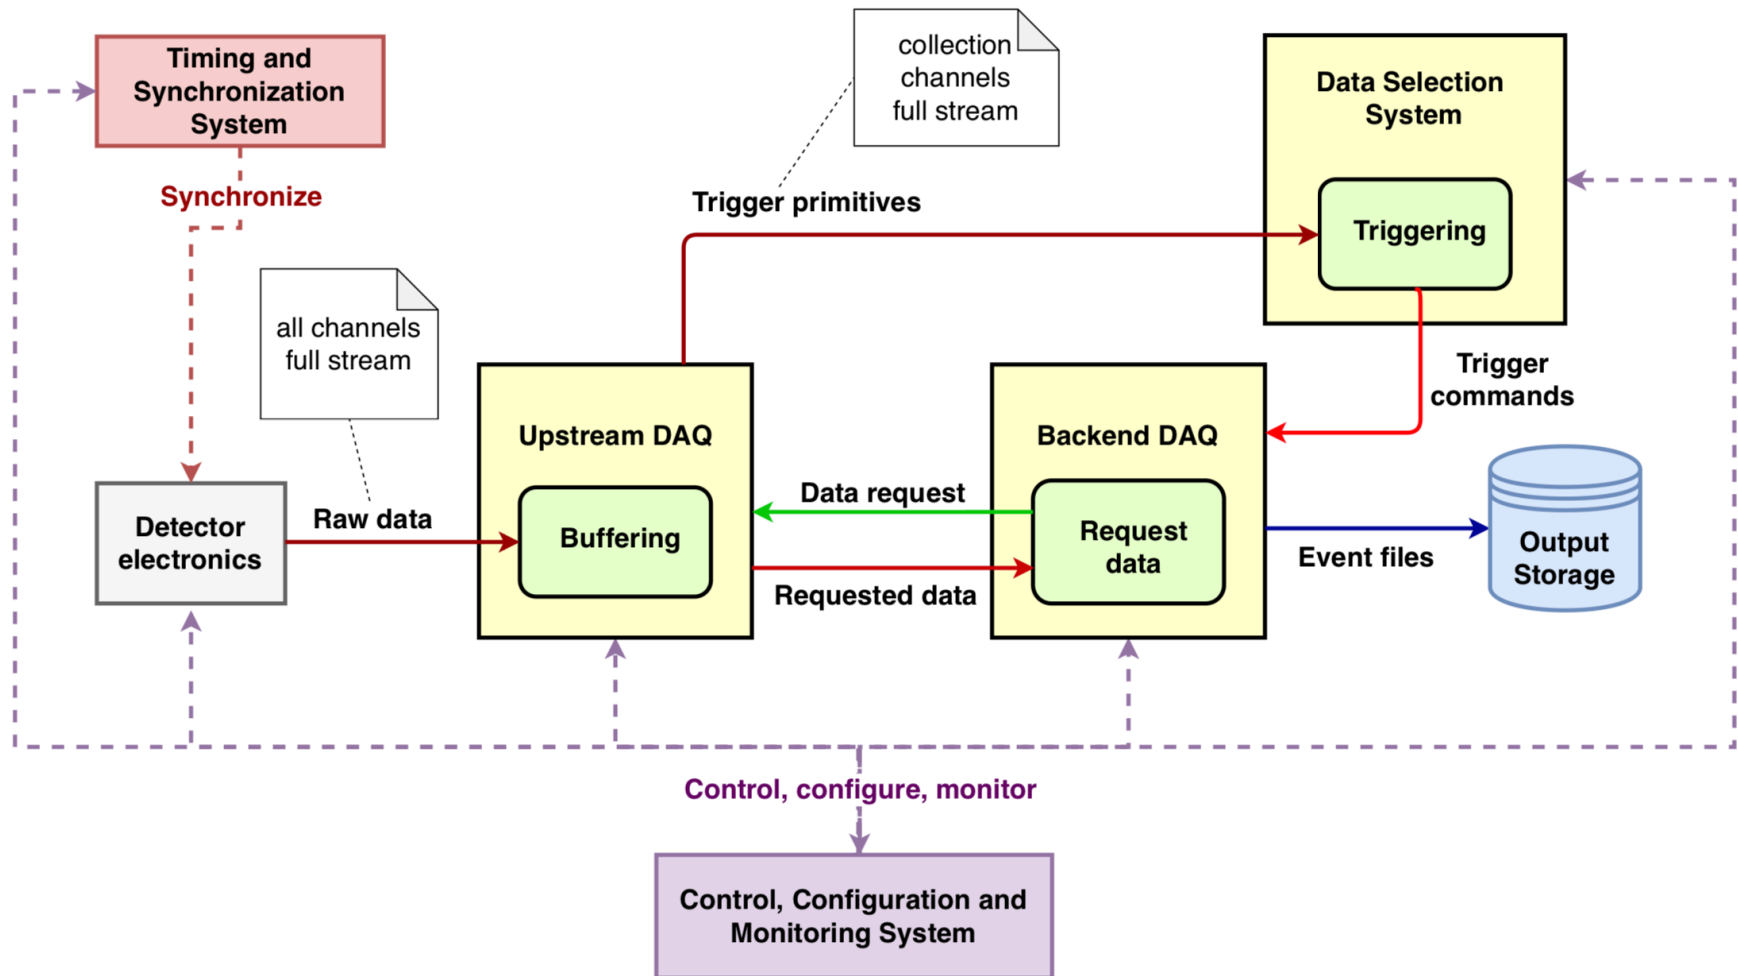 Timing and
Synchronization
System
collection
channels
full stream
Data Selection
System
Synchronize
Trigger primitives
Triggering
all channels
full stream
Trigger
commands
Upstream DAQ
Backend DAQ
Data request
Raw data
Detector
electronics
Buffering
Request
data
Event files
Output
Storage
Requested data
Control, configure, monitor
Control, Configuration and
Monitoring System